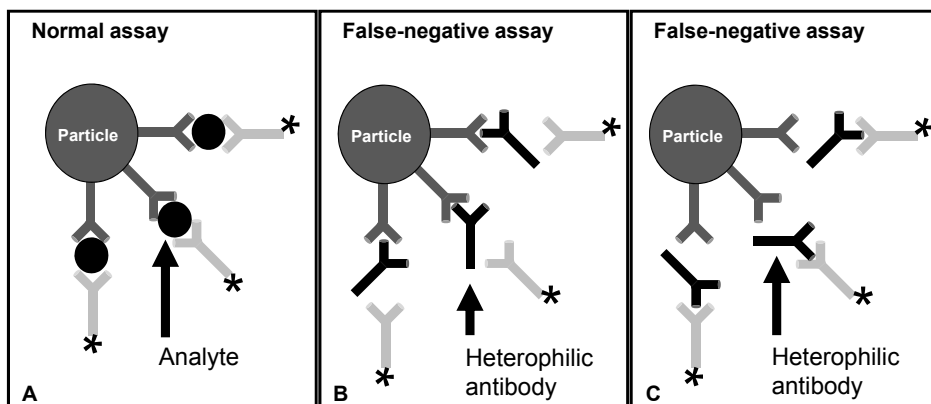 Normal assay
Particle
*
*
*
Analyte
A
False-negative assay
Particle
*
*
*
Heterophilic
antibody
B
False-negative assay
Particle
*
*
*
Heterophilic
antibody
C